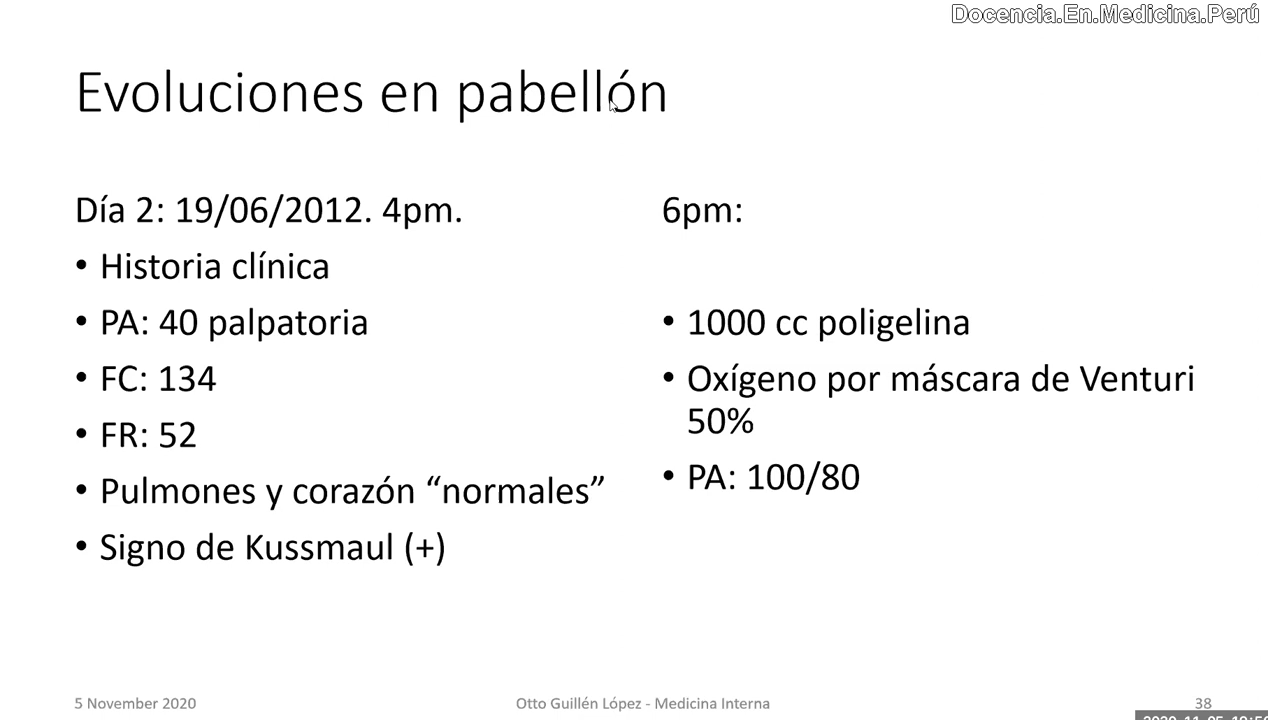 Docencia.En.Medicina.Perú
Evoluciones en pabellón
Día 2: 19/06/2012. 4pm.
• Historia clínica
• PA: 40 palpatoria
• FC: 134
• FR: 52
• Pulmones y corazón “normales”
• Signo de Kussmaul (+)
6pm:
• 1000 cc poligelina
• Oxígeno por máscara de Venturi
50%
• PA: 100/80
5 November 2020
Otto Guillén López - Medicina Interna
38